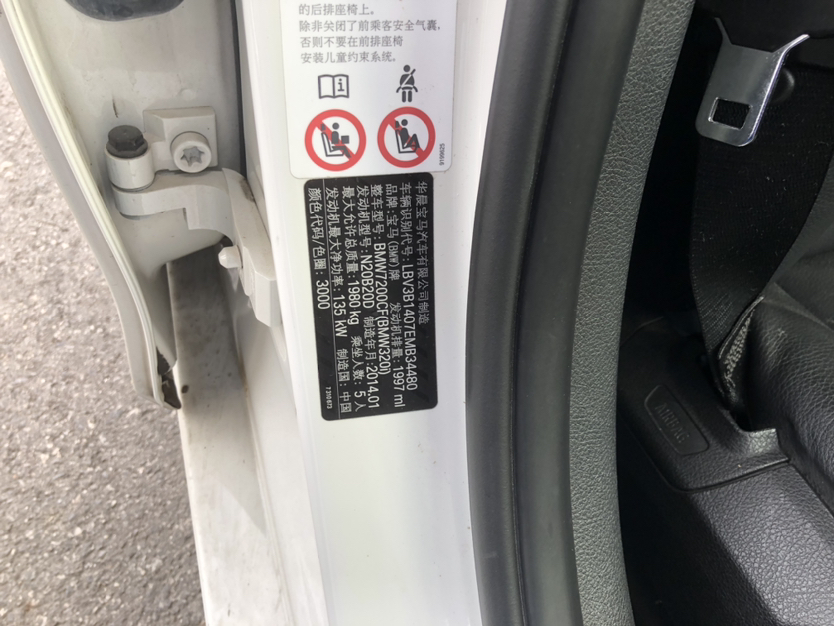 的后排座椅上。
除非关闭了前乘客安全气囊,
否则不要在前排座椅
安装儿童约束系统。
华晨宝马汽车有限公司制造
车辆识别代号: LBV3B1407EMB34480
品牌: 宝马(BMW)牌 发动机排量: 1997 ml
整车型号: BMW7200CF(BMW320i)
发动机型号: N20B20D 制造年月: 2014.01
最大允许总质量: 1980 kg 乘坐人数: 5 人
发动机最大净功率: 135 kW 制造国: 中国
颜色代码/色圈: 3000
7 310 673